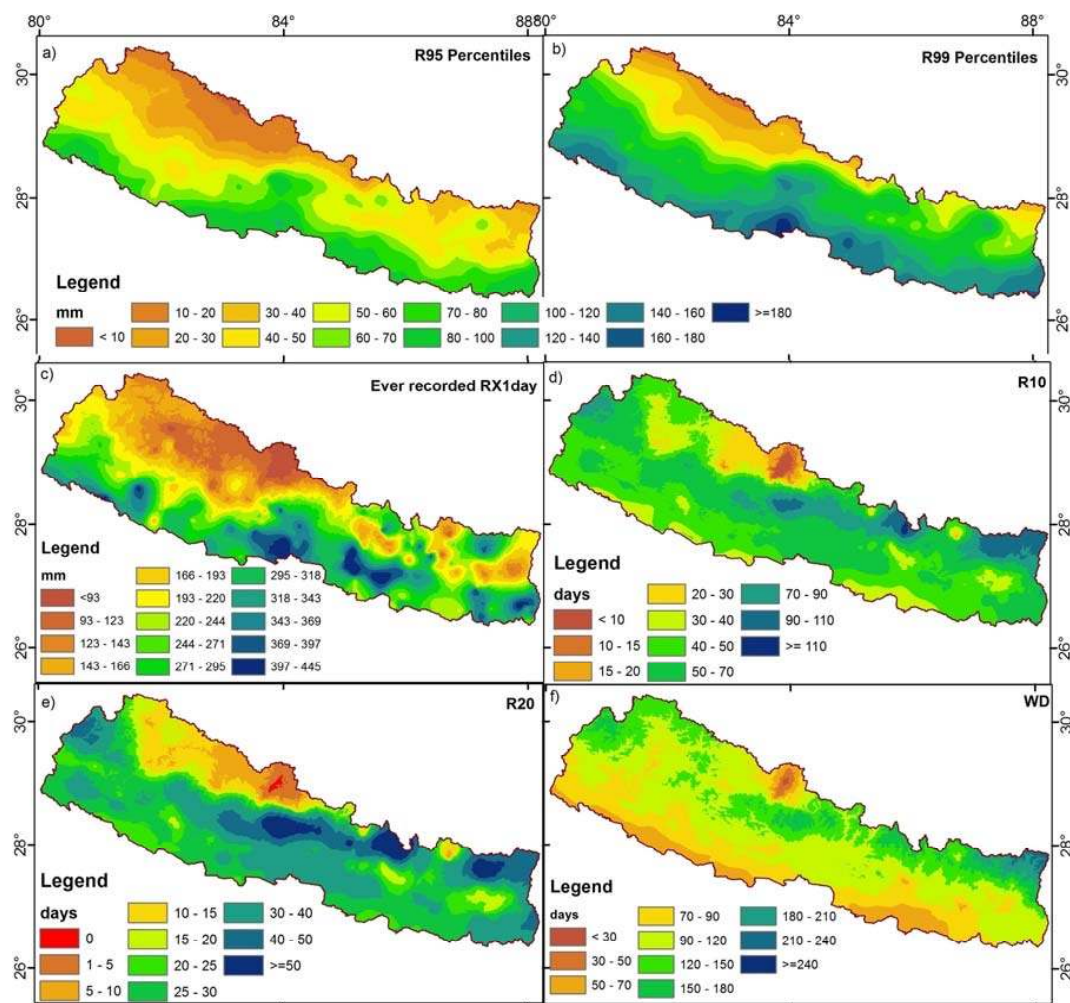 80° 84° 88° 80° 84° 88°
a) R95 Percentiles
b) R99 Percentiles
30° 30°
28° 28°
26° 26°
Legend
mm
< 10
10 - 20
20 - 30
30 - 40
40 - 50
50 - 60
60 - 70
70 - 80
80 - 100
100 - 120
120 - 140
140 - 160
160 - 180
>=180
c) Ever recorded RX1day
d) R10
30° 30°
28° 28°
26° 26°
Legend
mm
<93
93 - 123
123 - 143
143 - 166
166 - 193
193 - 220
220 - 244
244 - 271
271 - 295
295 - 318
318 - 343
343 - 369
369 - 397
397 - 445
Legend
days
< 10
10 - 15
15 - 20
20 - 30
30 - 40
40 - 50
50 - 70
70 - 90
90 - 110
>= 110
e) R20
f) WD
30° 30°
28° 28°
26° 26°
Legend
days
0
1 - 5
5 - 10
10 - 15
15 - 20
20 - 25
25 - 30
30 - 40
40 - 50
>=50
Legend
days
< 30
30 - 50
50 - 70
70 - 90
90 - 120
120 - 150
150 - 180
180 - 210
210 - 240
>=240